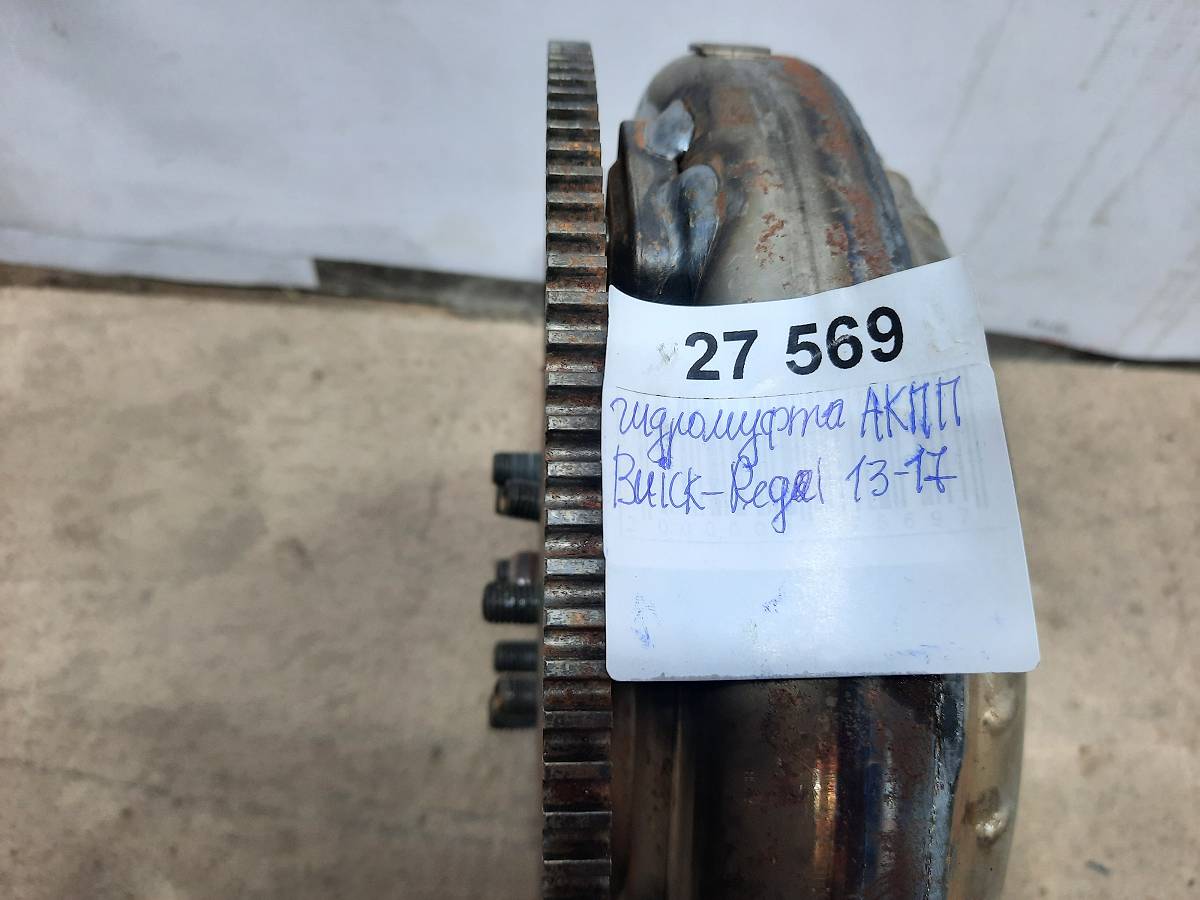 27 569
гидромуфта АКПП
Buick-Regal 13-17